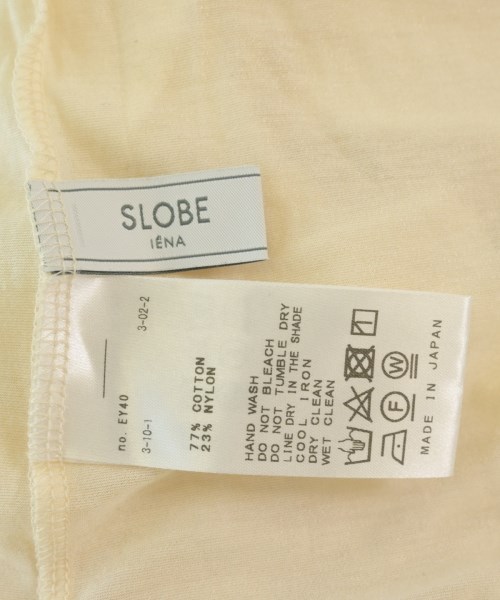 SLOBE
IÉNA
no. EY40
3-10-1
3-02-2
77% COTTON
23% NYLON
HAND WASH
DO NOT BLEACH
DO NOT TUMBLE DRY
LINE DRY IN THE SHADE
COOL IRON
DRY CLEAN
WET CLEAN
F
W
MADE IN JAPAN